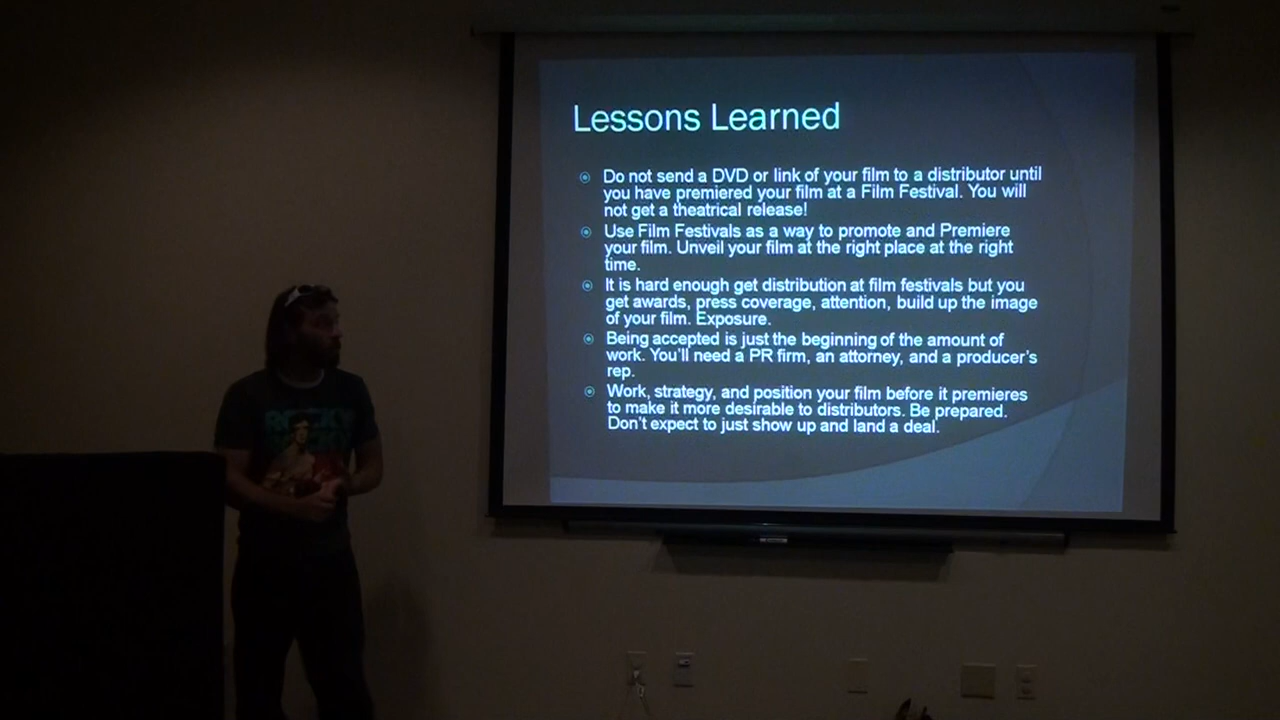 Lessons Learned
Do not send a DVD or link of your film to a distributor until
you have premiered your film at a Film Festival. You will
not get a theatrical release!
Use Film Festivals as a way to promote and Premiere
your film. Unveil your film at the right place at the right
time.
It is hard enough get distribution at film festivals but you
get awards, press coverage, attention, build up the image
of your film. Exposure.
Being accepted is just the beginning of the amount of
work. You'll need a PR firm, an attorney, and a producer's
rep.
Work, strategy, and position your film before it premieres
to make it more desirable to distributors. Be prepared.
Don't expect to just show up and land a deal.